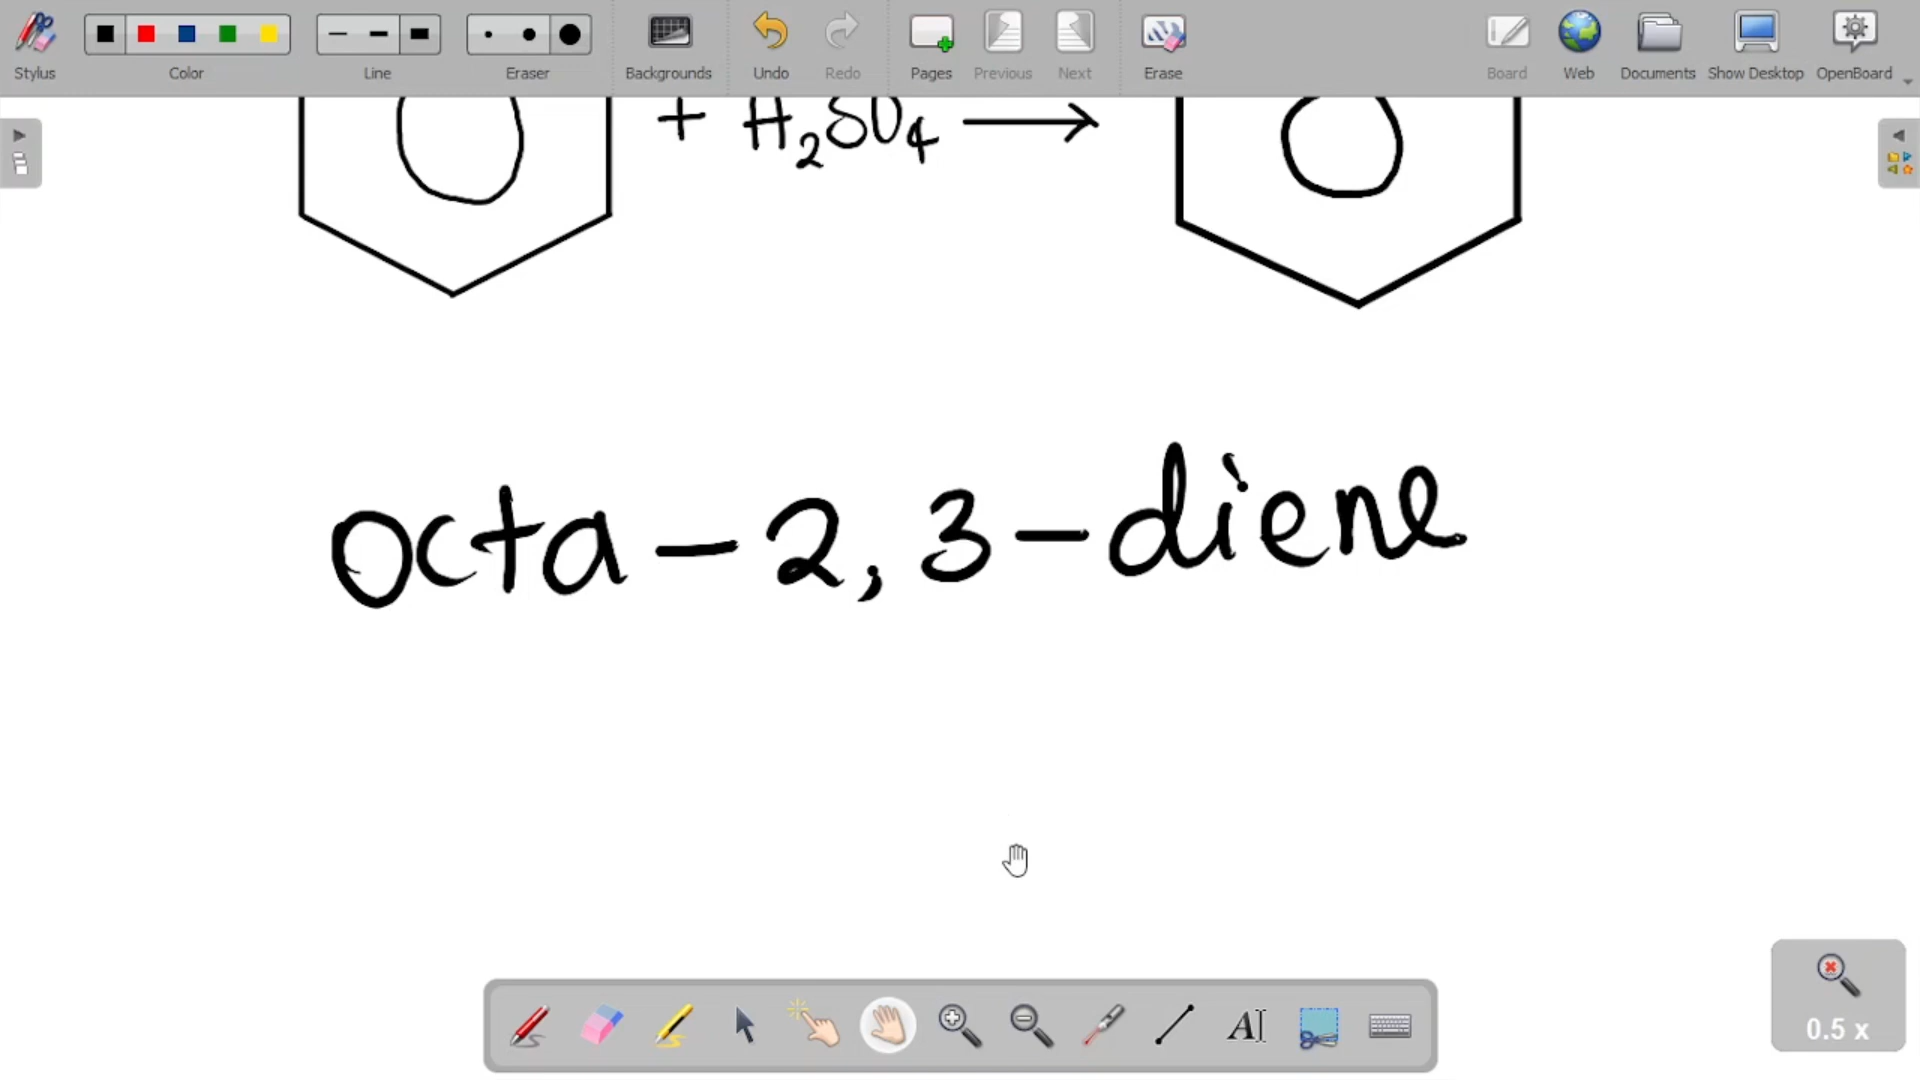 Stylus
Color
Line
Eraser
Backgrounds
Undo
Redo
Pages
Previous
Next
Erase
Board
Web
Documents
Show Desktop
OpenBoard
+ H₂SO₄ →
octa-2,3-diene
AI
0.5 x